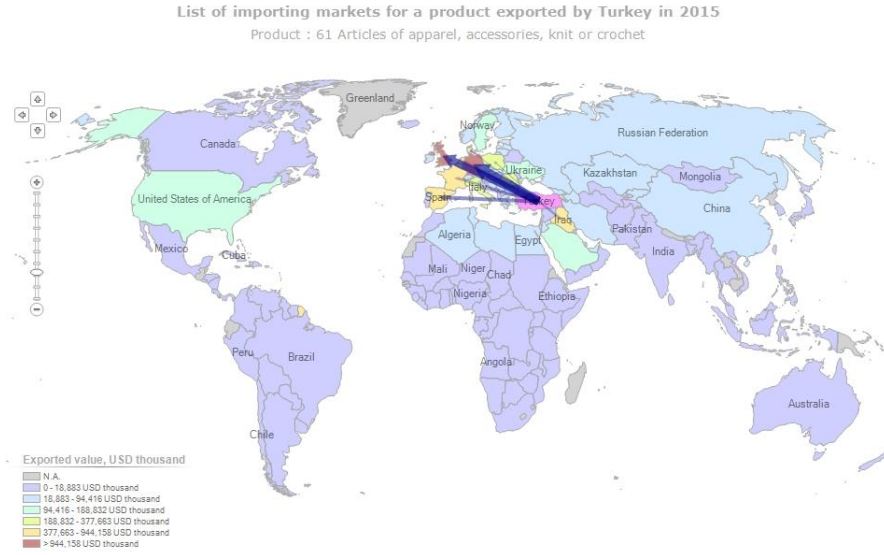 List of importing markets for a product exported by Turkey in 2015
Product : 61 Articles of apparel, accessories, knit or crochet
Greenland
Norway
Canada
Russian Federation
Ukraine
Kazakhstan
Mongolia
Italy
United States of America
Spain
Turkey
China
Iraq
Pakistan
Algeria
Egypt
Mexico
Cuba
India
Mali
Niger
Chad
Nigeria
Ethiopia
Peru
Brazil
Angola
Australia
Chile
Exported value, USD thousand
N.A.
0 - 18,883 USD thousand
18,883 - 94,416 USD thousand
94,416 - 188,832 USD thousand
188,832 - 377,663 USD thousand
377,663 - 944,158 USD thousand
> 944,158 USD thousand